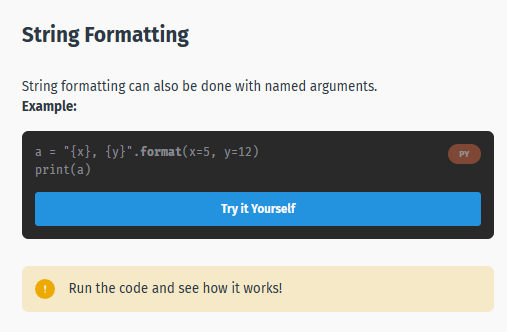 String Formatting
String formatting can also be done with named arguments.
Example:
a = "{x}, {y}".format(x=5, y=12)
PY
print(a)
Try it Yourself
!
Run the code and see how it works!